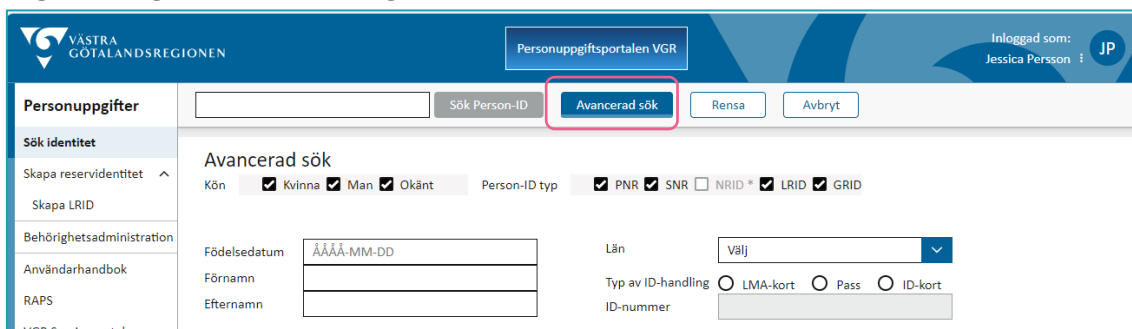 VÄSTRA
GÖTALANDSREGIONEN
Personuppgiftsportalen VGR
Inloggad som:
Jessica Persson
JP
Personuppgifter
Sök Person-ID
Avancerad sök
Rensa
Avbryt
Sök identitet
Skapa reservidentitet
Skapa LRID
Behörighetsadministration
Användarhandbok
RAPS
Avancerad sök
Kön Kvinna Man Okänt Person-ID typ PNR SNR NRID * LRID GRID
Födelsedatum ÅÅÅÅ-MM-DD
Län Välj
Förnamn
Typ av ID-handling LMA-kort Pass ID-kort
Efternamn
ID-nummer